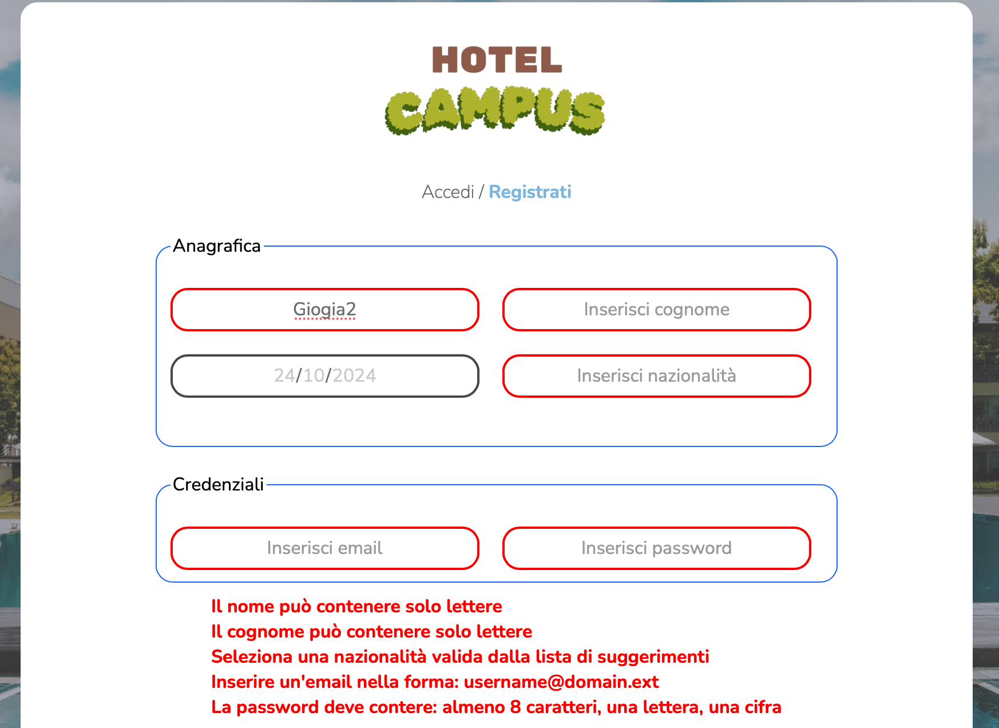 HOTEL
CAMPUS
Accedi / Registrati
Anagrafica
Giogia2
Inserisci cognome
24/10/2024
Inserisci nazionalità
Credenziali
Inserisci email
Inserisci password
Il nome può contenere solo lettere
Il cognome può contenere solo lettere
Seleziona una nazionalità valida dalla lista di suggerimenti
Inserire un'email nella forma: username@domain.ext
La password deve contere: almeno 8 caratteri, una lettera, una cifra